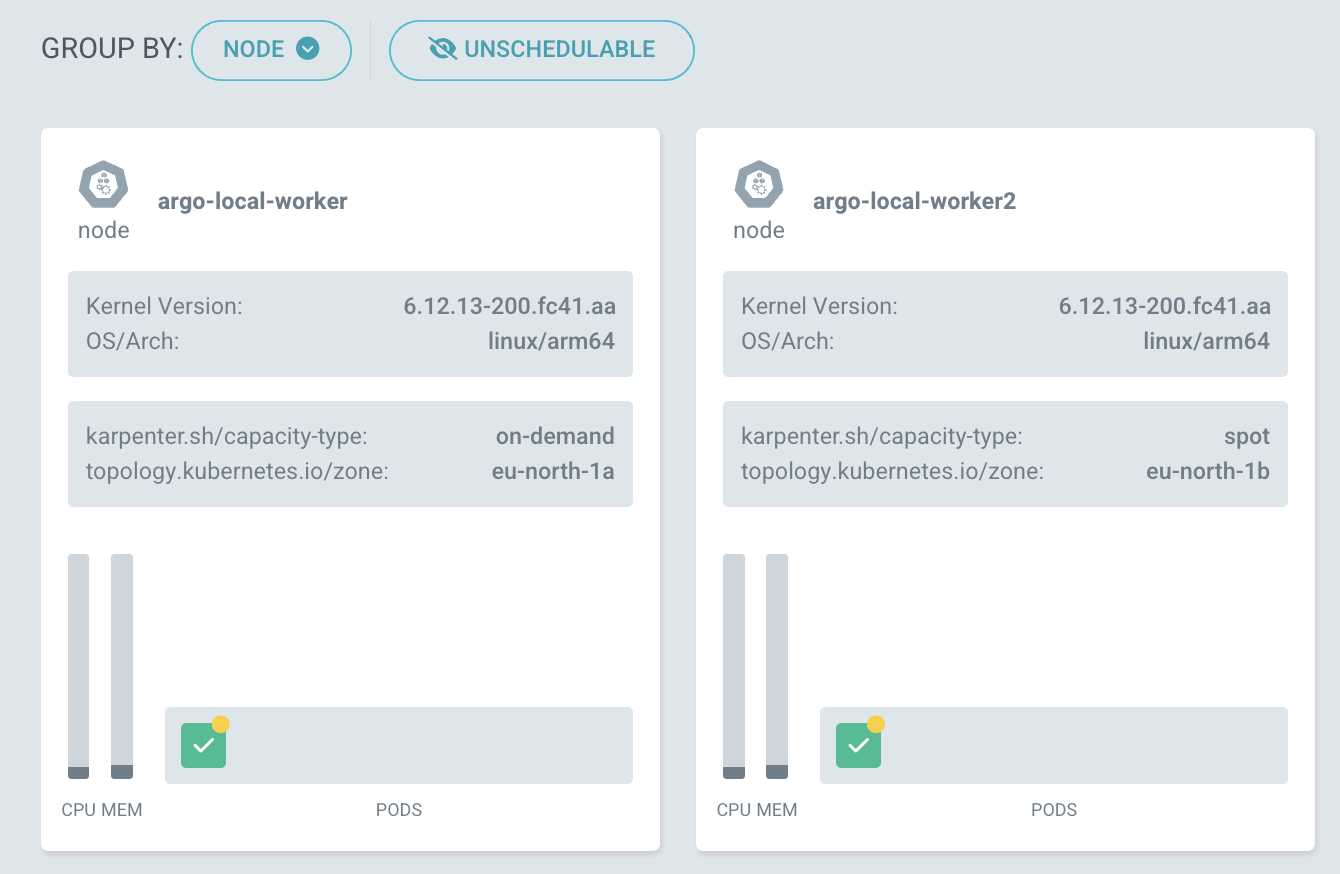 GROUP BY: NODE UNSCHEDULABLE
argo-local-worker
node
Kernel Version: 6.12.13-200.fc41.aa
OS/Arch: linux/arm64
karpenter.sh/capacity-type: on-demand
topology.kubernetes.io/zone: eu-north-1a
CPU MEM PODS
argo-local-worker2
node
Kernel Version: 6.12.13-200.fc41.aa
OS/Arch: linux/arm64
karpenter.sh/capacity-type: spot
topology.kubernetes.io/zone: eu-north-1b
CPU MEM PODS